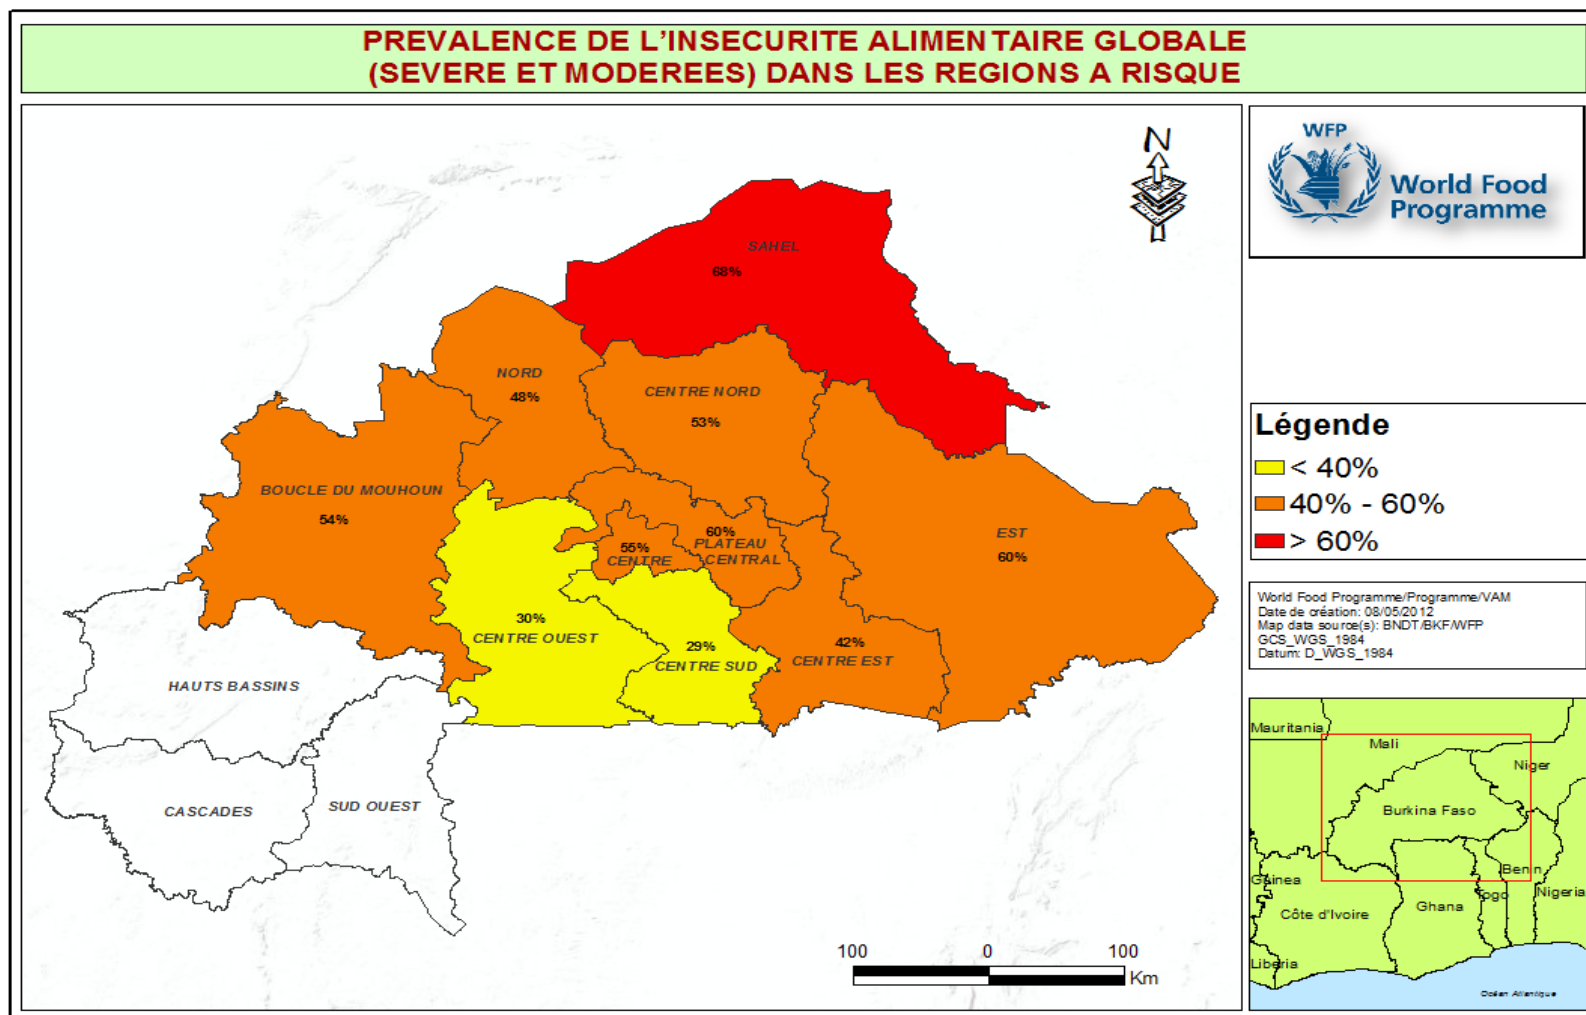 PREVALENCE DE L'INSECURITE ALIMENTAIRE GLOBALE
(SEVERE ET MODEREES) DANS LES REGIONS A RISQUE
N
WFP
World Food
Programme
SAHEL
68%
NORD
48%
CENTRE NORD
53%
BOUCLE DU MOUHOUN
54%
60%
PLATEAU
CENTRAL
55%
CENTRE
EST
60%
30%
CENTRE OUEST
29%
CENTRE SUD
42%
CENTRE EST
HAUTS BASSINS
CASCADES
SUD OUEST
100 0 100
Km
Légende
< 40%
40% - 60%
> 60%
World Food Programme/Programme/VAM
Date de création: 08/05/2012
Map data source(s): BNDT/BKF/WFP
GCS_WGS_1984
Datum: D_WGS_1984
Mauritania
Mali
Niger
Burkina Faso
Benin
Guinea
Togo
Nigeria
Ghana
Côte d'Ivoire
Liberia
Océan Atlantique